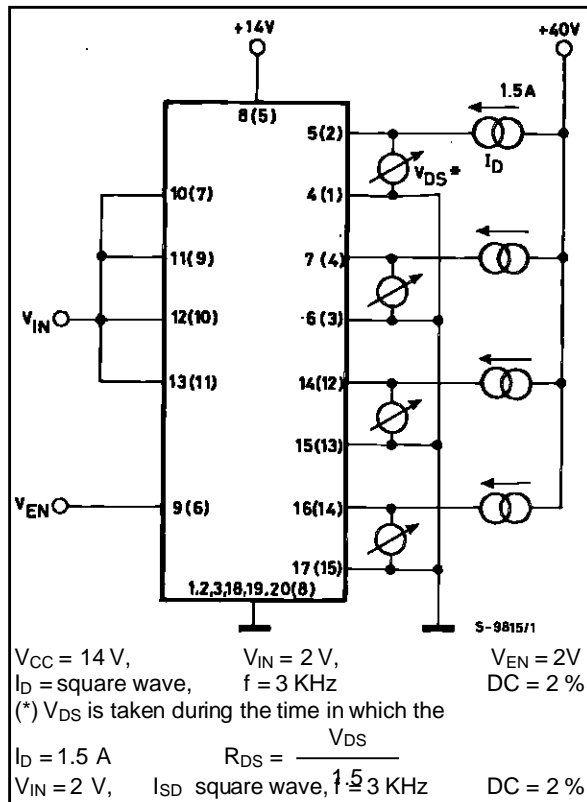 +14V +40V
8(5) 1.5A
5(2)
I_D
V_DS*
10(7) 4(1)
11(9) 7(4)
V_IN 12(10) 6(3)
13(11) 14(12)
15(13)
V_EN 9(6) 16(14)
17(15)
1,2,3,18,19,20(8)
S-9815/1
V_CC = 14 V, V_IN = 2 V, V_EN = 2V
I_D = square wave, f = 3 KHz DC = 2 %
(*) V_DS is taken during the time in which the
I_D = 1.5 A R_DS = V_DS / 1.5
V_IN = 2 V, I_SD square wave, f = 3 KHz DC = 2 %